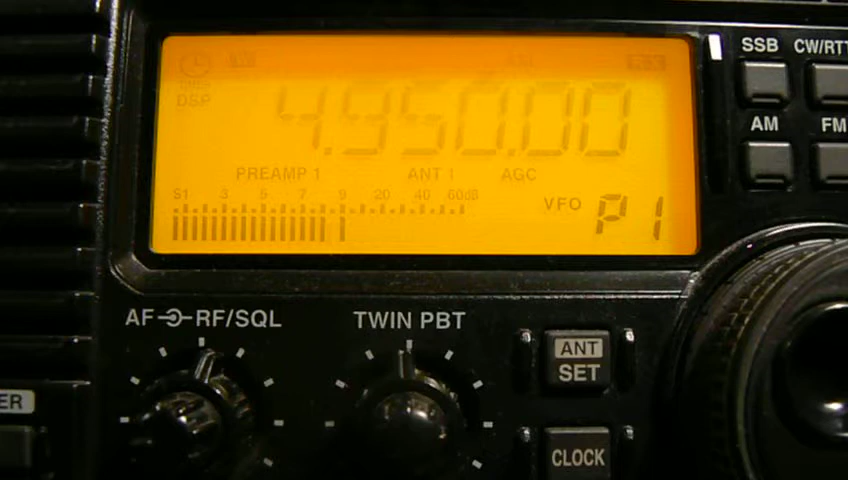 SSB CW/RTT
DSP
4.950.00
AM FM
PREAMP 1 ANT 1 AGC
S1 3 5 7 9 20 40 60dB
VFO P1
AF RF/SQL TWIN PBT
ANT
SET
ER
CLOCK